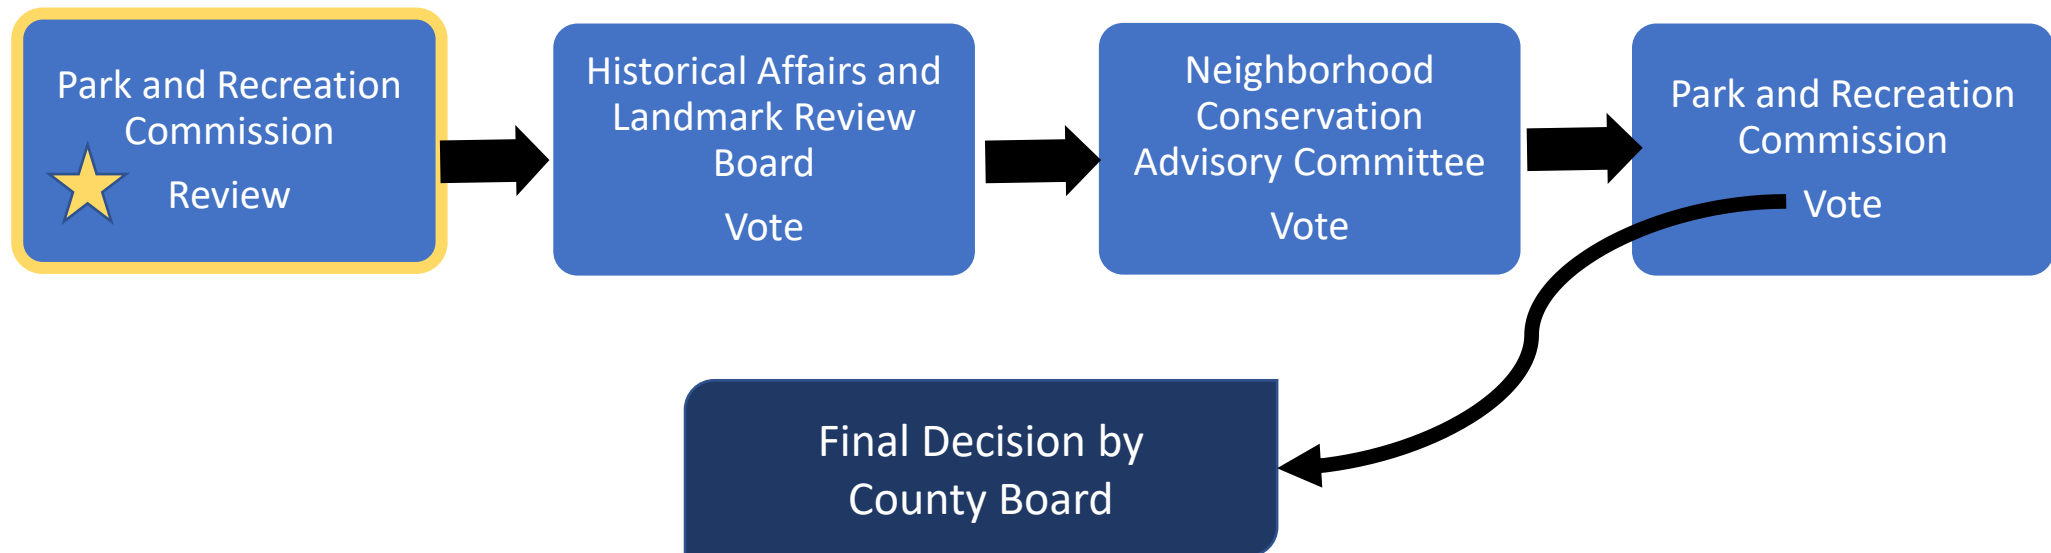 Park and Recreation
Commission
Review
Historical Affairs and
Landmark Review
Board
Vote
Neighborhood
Conservation
Advisory Committee
Vote
Park and Recreation
Commission
Vote
Final Decision by
County Board